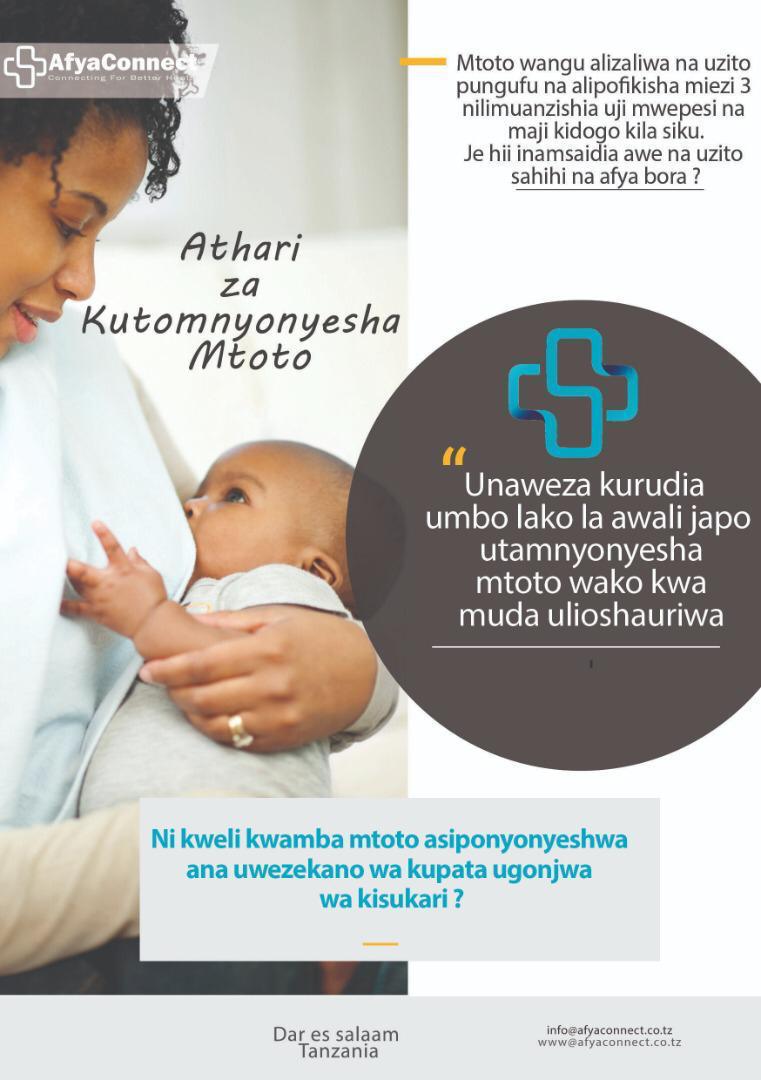 AfyaConnect
Connecting For Better Health
Mtoto wangu alizaliwa na uzito
pungufu na alipofikisha miezi 3
nilimuanzishia uji mwepesi na
maji kidogo kila siku.
Je hii inamsaidia awe na uzito
sahihi na afya bora ?
Athari
za
Kutomnyonyesha
Mtoto
“
Unaweza kurudia
umbo lako la awali japo
utamnyonyesha
mtoto wako kwa
muda ulioshauriwa
Ni kweli kwamba mtoto asiponyonyeshwa
ana uwezekano wa kupata ugonjwa
wa kisukari ?
Dar es salaam
Tanzania
info@afyaconnect.co.tz
www@afyaconnect.co.tz